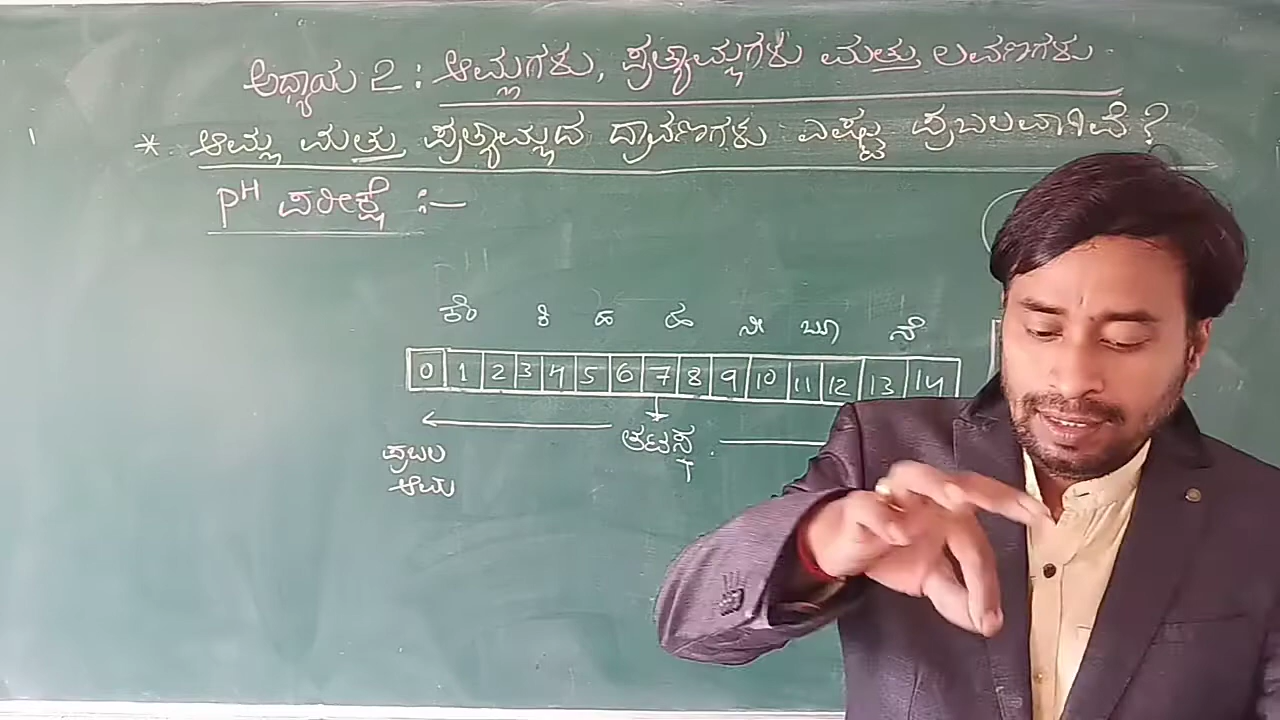 ಅಧ್ಯಾಯ 2 : ಆಮ್ಲಗಳು, ಪ್ರತ್ಯಾಮ್ಲಗಳು ಮತ್ತು ಲವಣಗಳು.
* ಆಮ್ಲ ಮತ್ತು ಪ್ರತ್ಯಾಮ್ಲದ ದ್ರಾವಣಗಳು ಎಷ್ಟು ಪ್ರಬಲವಾಗಿವೆ ?
PH ಪರೀಕ್ಷೆ :-
ಕೆಂ ಕಿ ಹ ಹ ನೀ ಬೂ ನೆ
0 1 2 3 4 5 6 7 8 9 10 11 12 13 14
ತಟಸ್ಥ
ಪ್ರಬಲ
ಆಮ